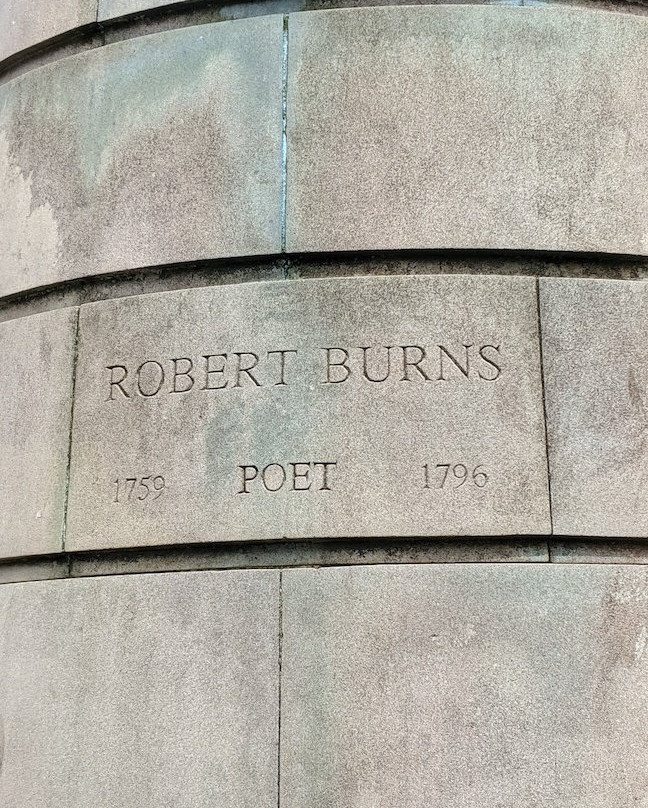 ROBERT BURNS
1759 POET 1796